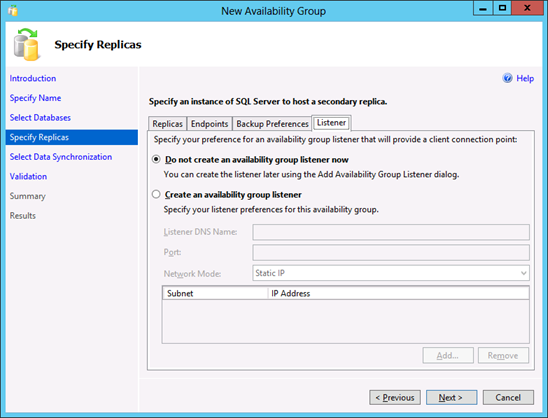 New Availability Group
Specify Replicas
Introduction
Specify Name
Select Databases
Specify Replicas
Select Data Synchronization
Validation
Summary
Results
Help
Specify an instance of SQL Server to host a secondary replica.
Replicas Endpoints Backup Preferences Listener
Specify your preference for an availability group listener that will provide a client connection point:
Do not create an availability group listener now
You can create the listener later using the Add Availability Group Listener dialog.
Create an availability group listener
Specify your listener preferences for this availability group.
Listener DNS Name:
Port:
Network Mode: Static IP
Subnet IP Address
Add... Remove
< Previous Next > Cancel